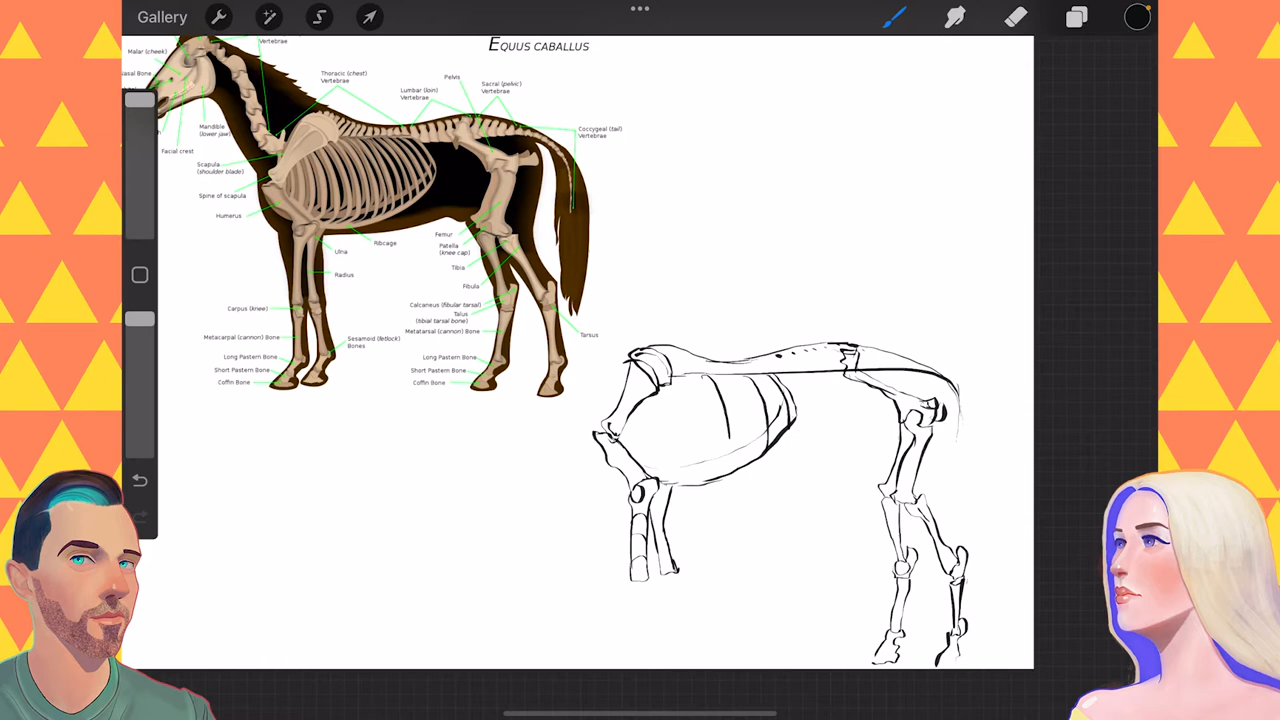 Gallery
EQUUS CABALLUS
Vertebrae
Malar (cheek)
Nasal Bone
Thoracic (chest)
Vertebrae
Pelvis
Lumbar (loin)
Vertebrae
Sacral (pelvic)
Vertebrae
Coccygeal (tail)
Vertebrae
Mandible
(lower jaw)
Facial crest
Scapula
(shoulder blade)
Spine of scapula
Humerus
Ulna
Ribcage
Radius
Femur
Patella
(knee cap)
Tibia
Fibula
Carpus (knee)
Calcaneus (fibular tarsal)
Talus
(tibial tarsal bone)
Metatarsal (cannon) Bone
Tarsus
Metacarpal (cannon) Bone
Sesamoid (fetlock)
Bones
Long Pastern Bone
Short Pastern Bone
Coffin Bone
Long Pastern Bone
Short Pastern Bone
Coffin Bone